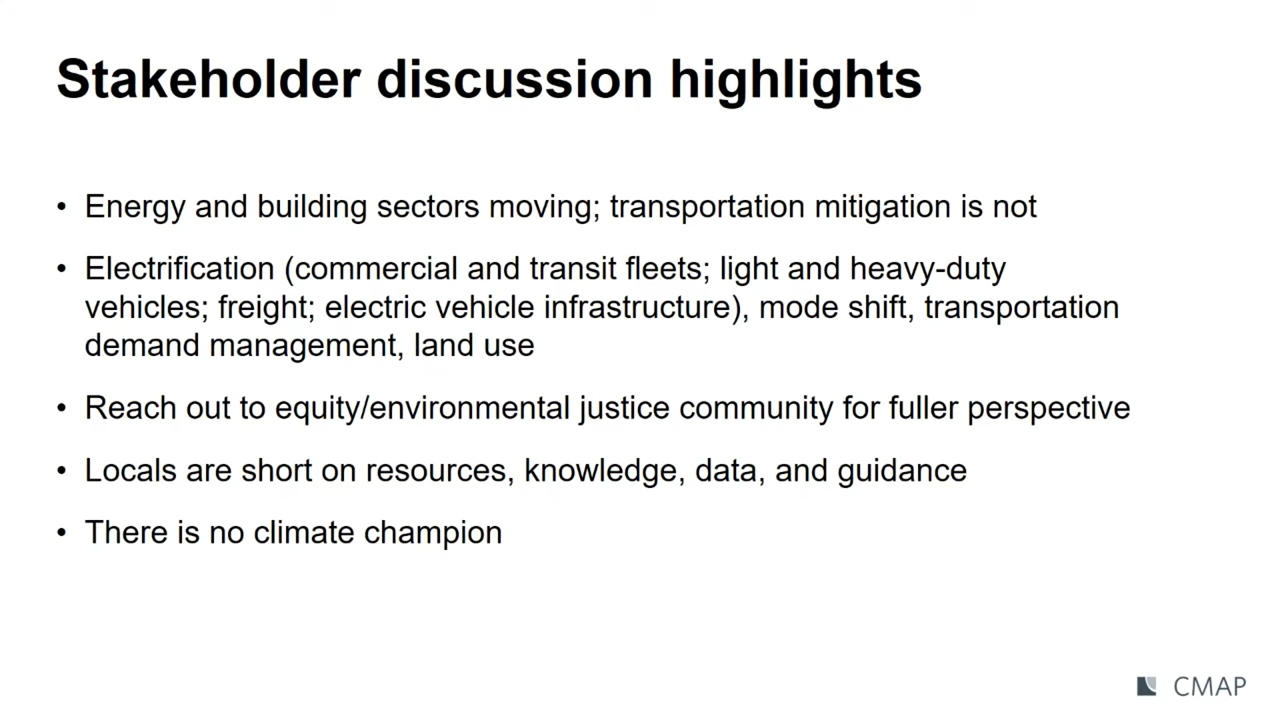 Stakeholder discussion highlights
• Energy and building sectors moving; transportation mitigation is not
• Electrification (commercial and transit fleets; light and heavy-duty
vehicles; freight; electric vehicle infrastructure), mode shift, transportation
demand management, land use
• Reach out to equity/environmental justice community for fuller perspective
• Locals are short on resources, knowledge, data, and guidance
• There is no climate champion
CMAP